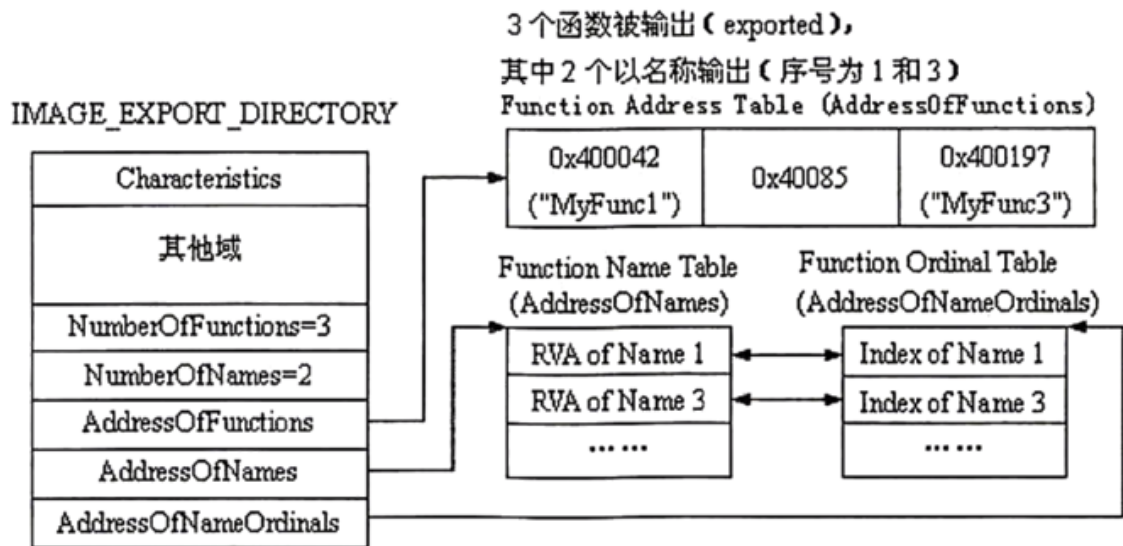 3个函数被输出(exported),
其中2个以名称输出(序号为1和3)
IMAGE_EXPORT_DIRECTORY
Function Address Table (AddressOfFunctions)
Characteristics
其他域
NumberOfFunctions=3
NumberOfNames=2
AddressOfFunctions
AddressOfNames
AddressOfNameOrdinals
0x400042
("MyFunc1")
0x40085
0x400197
("MyFunc3")
Function Name Table
(AddressOfNames)
RVA of Name 1
RVA of Name 3
……
Function Ordinal Table
(AddressOfNameOrdinals)
Index of Name 1
Index of Name 3
……